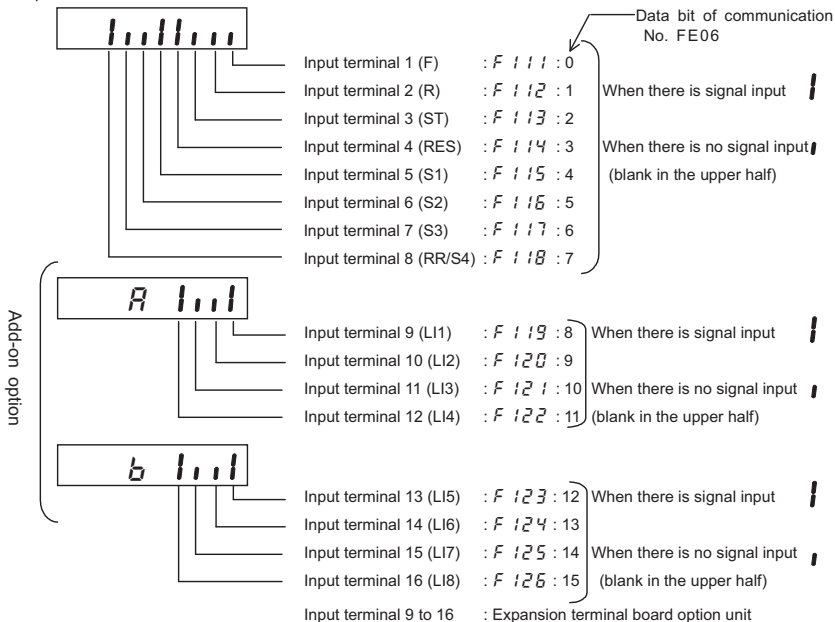 Data bit of communication
No. FE06
Input terminal 1 (F) : F111 : 0
Input terminal 2 (R) : F112 : 1 When there is signal input
Input terminal 3 (ST) : F113 : 2
Input terminal 4 (RES) : F114 : 3 When there is no signal input
Input terminal 5 (S1) : F115 : 4 (blank in the upper half)
Input terminal 6 (S2) : F116 : 5
Input terminal 7 (S3) : F117 : 6
Input terminal 8 (RR/S4) : F118 : 7
Add-on option
A
Input terminal 9 (LI1) : F119 : 8 When there is signal input
Input terminal 10 (LI2) : F120 : 9
Input terminal 11 (LI3) : F121 : 10 When there is no signal input
Input terminal 12 (LI4) : F122 : 11 (blank in the upper half)
b
Input terminal 13 (LI5) : F123 : 12 When there is signal input
Input terminal 14 (LI6) : F124 : 13
Input terminal 15 (LI7) : F125 : 14 When there is no signal input
Input terminal 16 (LI8) : F126 : 15 (blank in the upper half)
Input terminal 9 to 16 : Expansion terminal board option unit